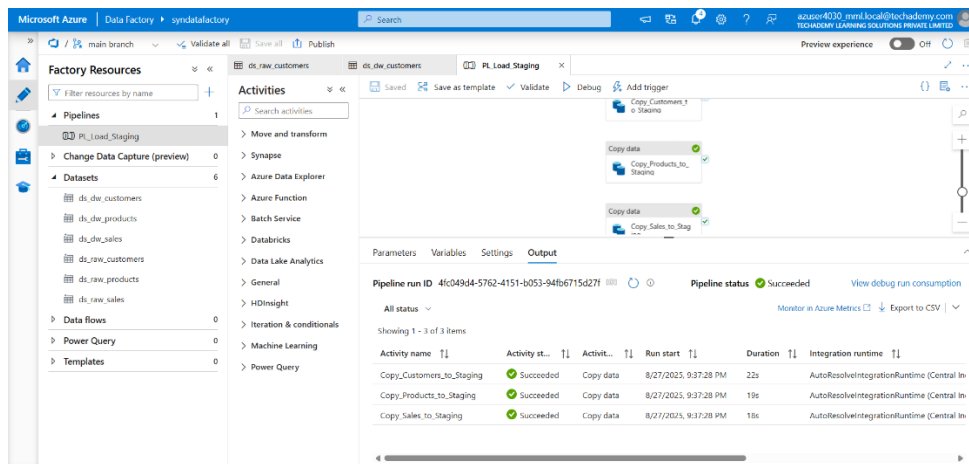 Microsoft Azure | Data Factory ▸ syndatafactory
Search
4
azuser4030_mml.local@techademy.com
TECHADEMY LEARNING SOLUTIONS PRIVATE LIMITED
/ main branch
Validate all
Save all
Publish
Preview experience
Off
Factory Resources
Filter resources by name
Pipelines 1
PL_Load_Staging
Change Data Capture (preview) 0
Datasets 6
ds_dw_customers
ds_dw_products
ds_dw_sales
ds_raw_customers
ds_raw_products
ds_raw_sales
Data flows 0
Power Query 0
Templates 0
ds_raw_customers
ds_dw_customers
PL_Load_Staging
Activities
Search activities
Move and transform
Synapse
Azure Data Explorer
Azure Function
Batch Service
Databricks
Data Lake Analytics
General
HDInsight
Iteration & conditionals
Machine Learning
Power Query
Saved
Save as template
Validate
Debug
Add trigger
Copy_Customers_t
o_Staging
Copy data
Copy_Products_to_
Staging
Copy data
Copy_Sales_to_Stag
Parameters Variables Settings Output
Pipeline run ID 4fc049d4-5762-4151-b053-94fb6715d27f
Pipeline status Succeeded
View debug run consumption
All status
Monitor in Azure Metrics
Export to CSV
Showing 1 - 3 of 3 items
Activity name Activity st... Activit... Run start Duration Integration runtime
Copy_Customers_to_Staging Succeeded Copy data 8/27/2025, 9:37:28 PM 22s AutoResolveIntegrationRuntime (Central In
Copy_Products_to_Staging Succeeded Copy data 8/27/2025, 9:37:28 PM 19s AutoResolveIntegrationRuntime (Central In
Copy_Sales_to_Staging Succeeded Copy data 8/27/2025, 9:37:28 PM 18s AutoResolveIntegrationRuntime (Central In